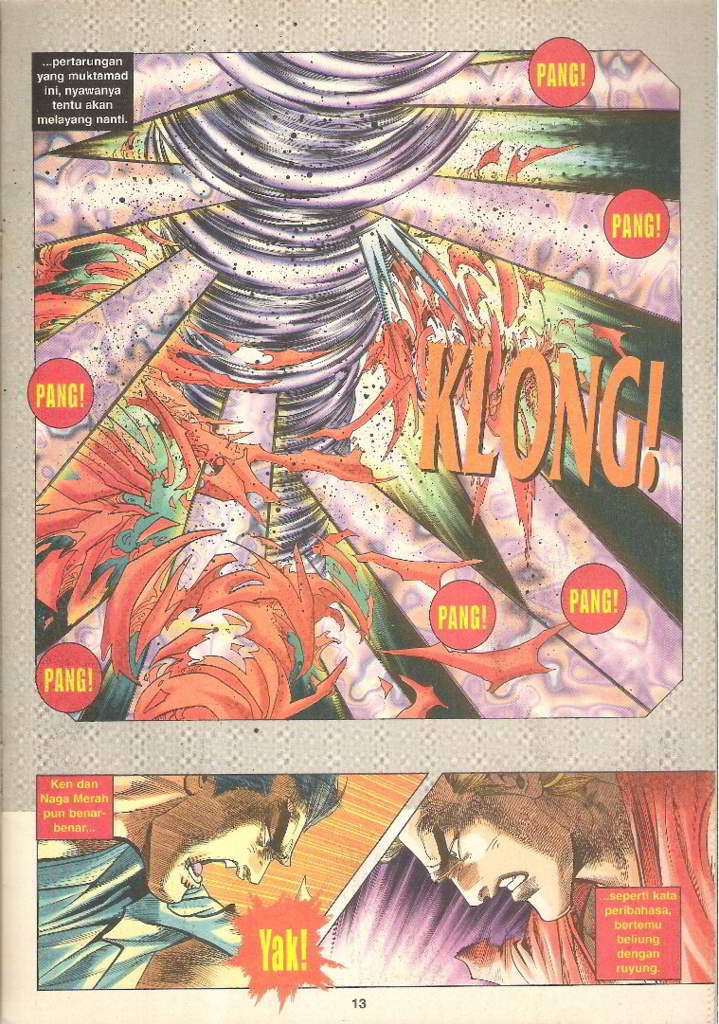 ...pertarungan
yang muktamad
ini, nyawanya
tentu akan
melayang nanti.
PANG!
PANG!
PANG!
KLONG!
PANG!
PANG!
PANG!
Ken dan
Naga Merah
pun benar-
benar...
Yak!
...seperti kata
peribahasa,
bertemu
beliung
dengan
ruyung.
13